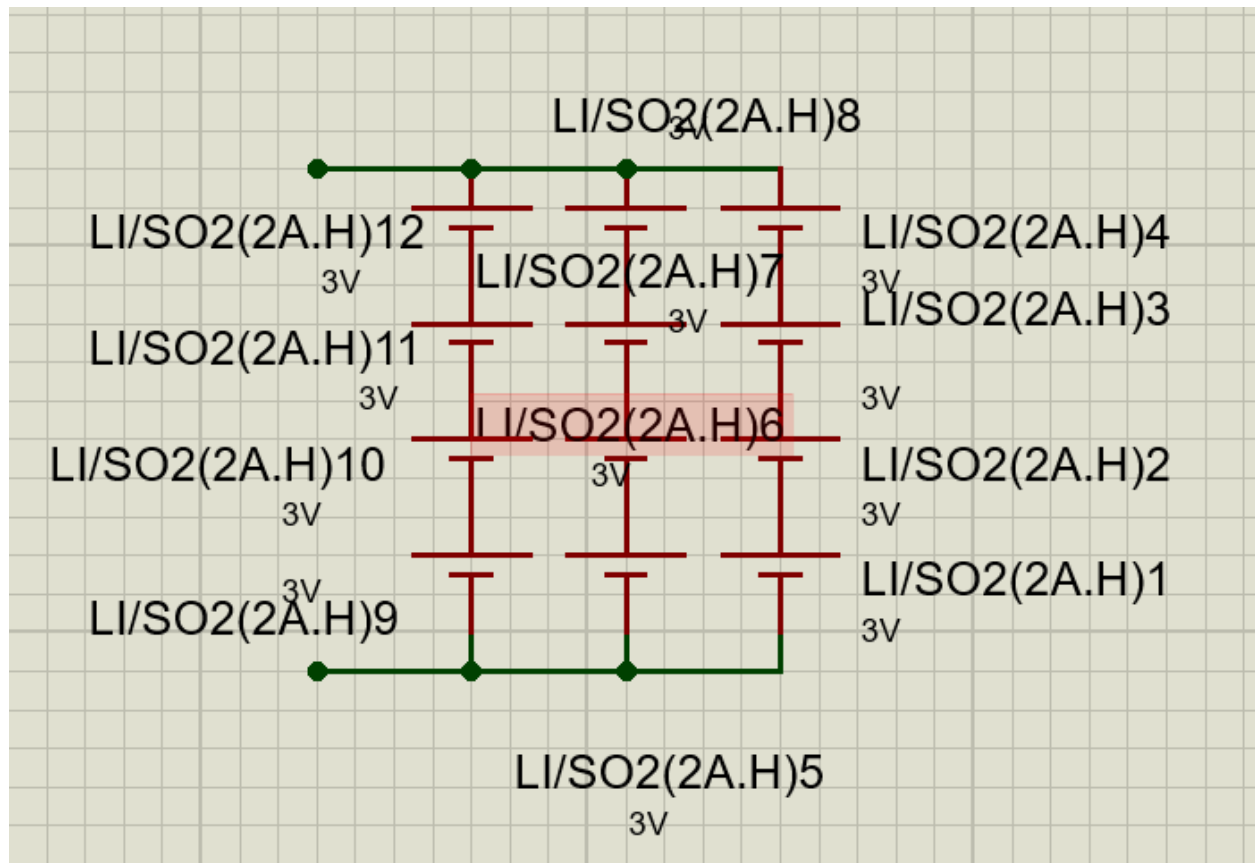 LI/SO2(2A.H)8
3V
LI/SO2(2A.H)12
3V
LI/SO2(2A.H)7
3V
LI/SO2(2A.H)4
3V
LI/SO2(2A.H)3
3V
LI/SO2(2A.H)11
3V
LI/SO2(2A.H)6
3V
LI/SO2(2A.H)10
3V
LI/SO2(2A.H)2
3V
3V
LI/SO2(2A.H)9
LI/SO2(2A.H)1
3V
LI/SO2(2A.H)5
3V